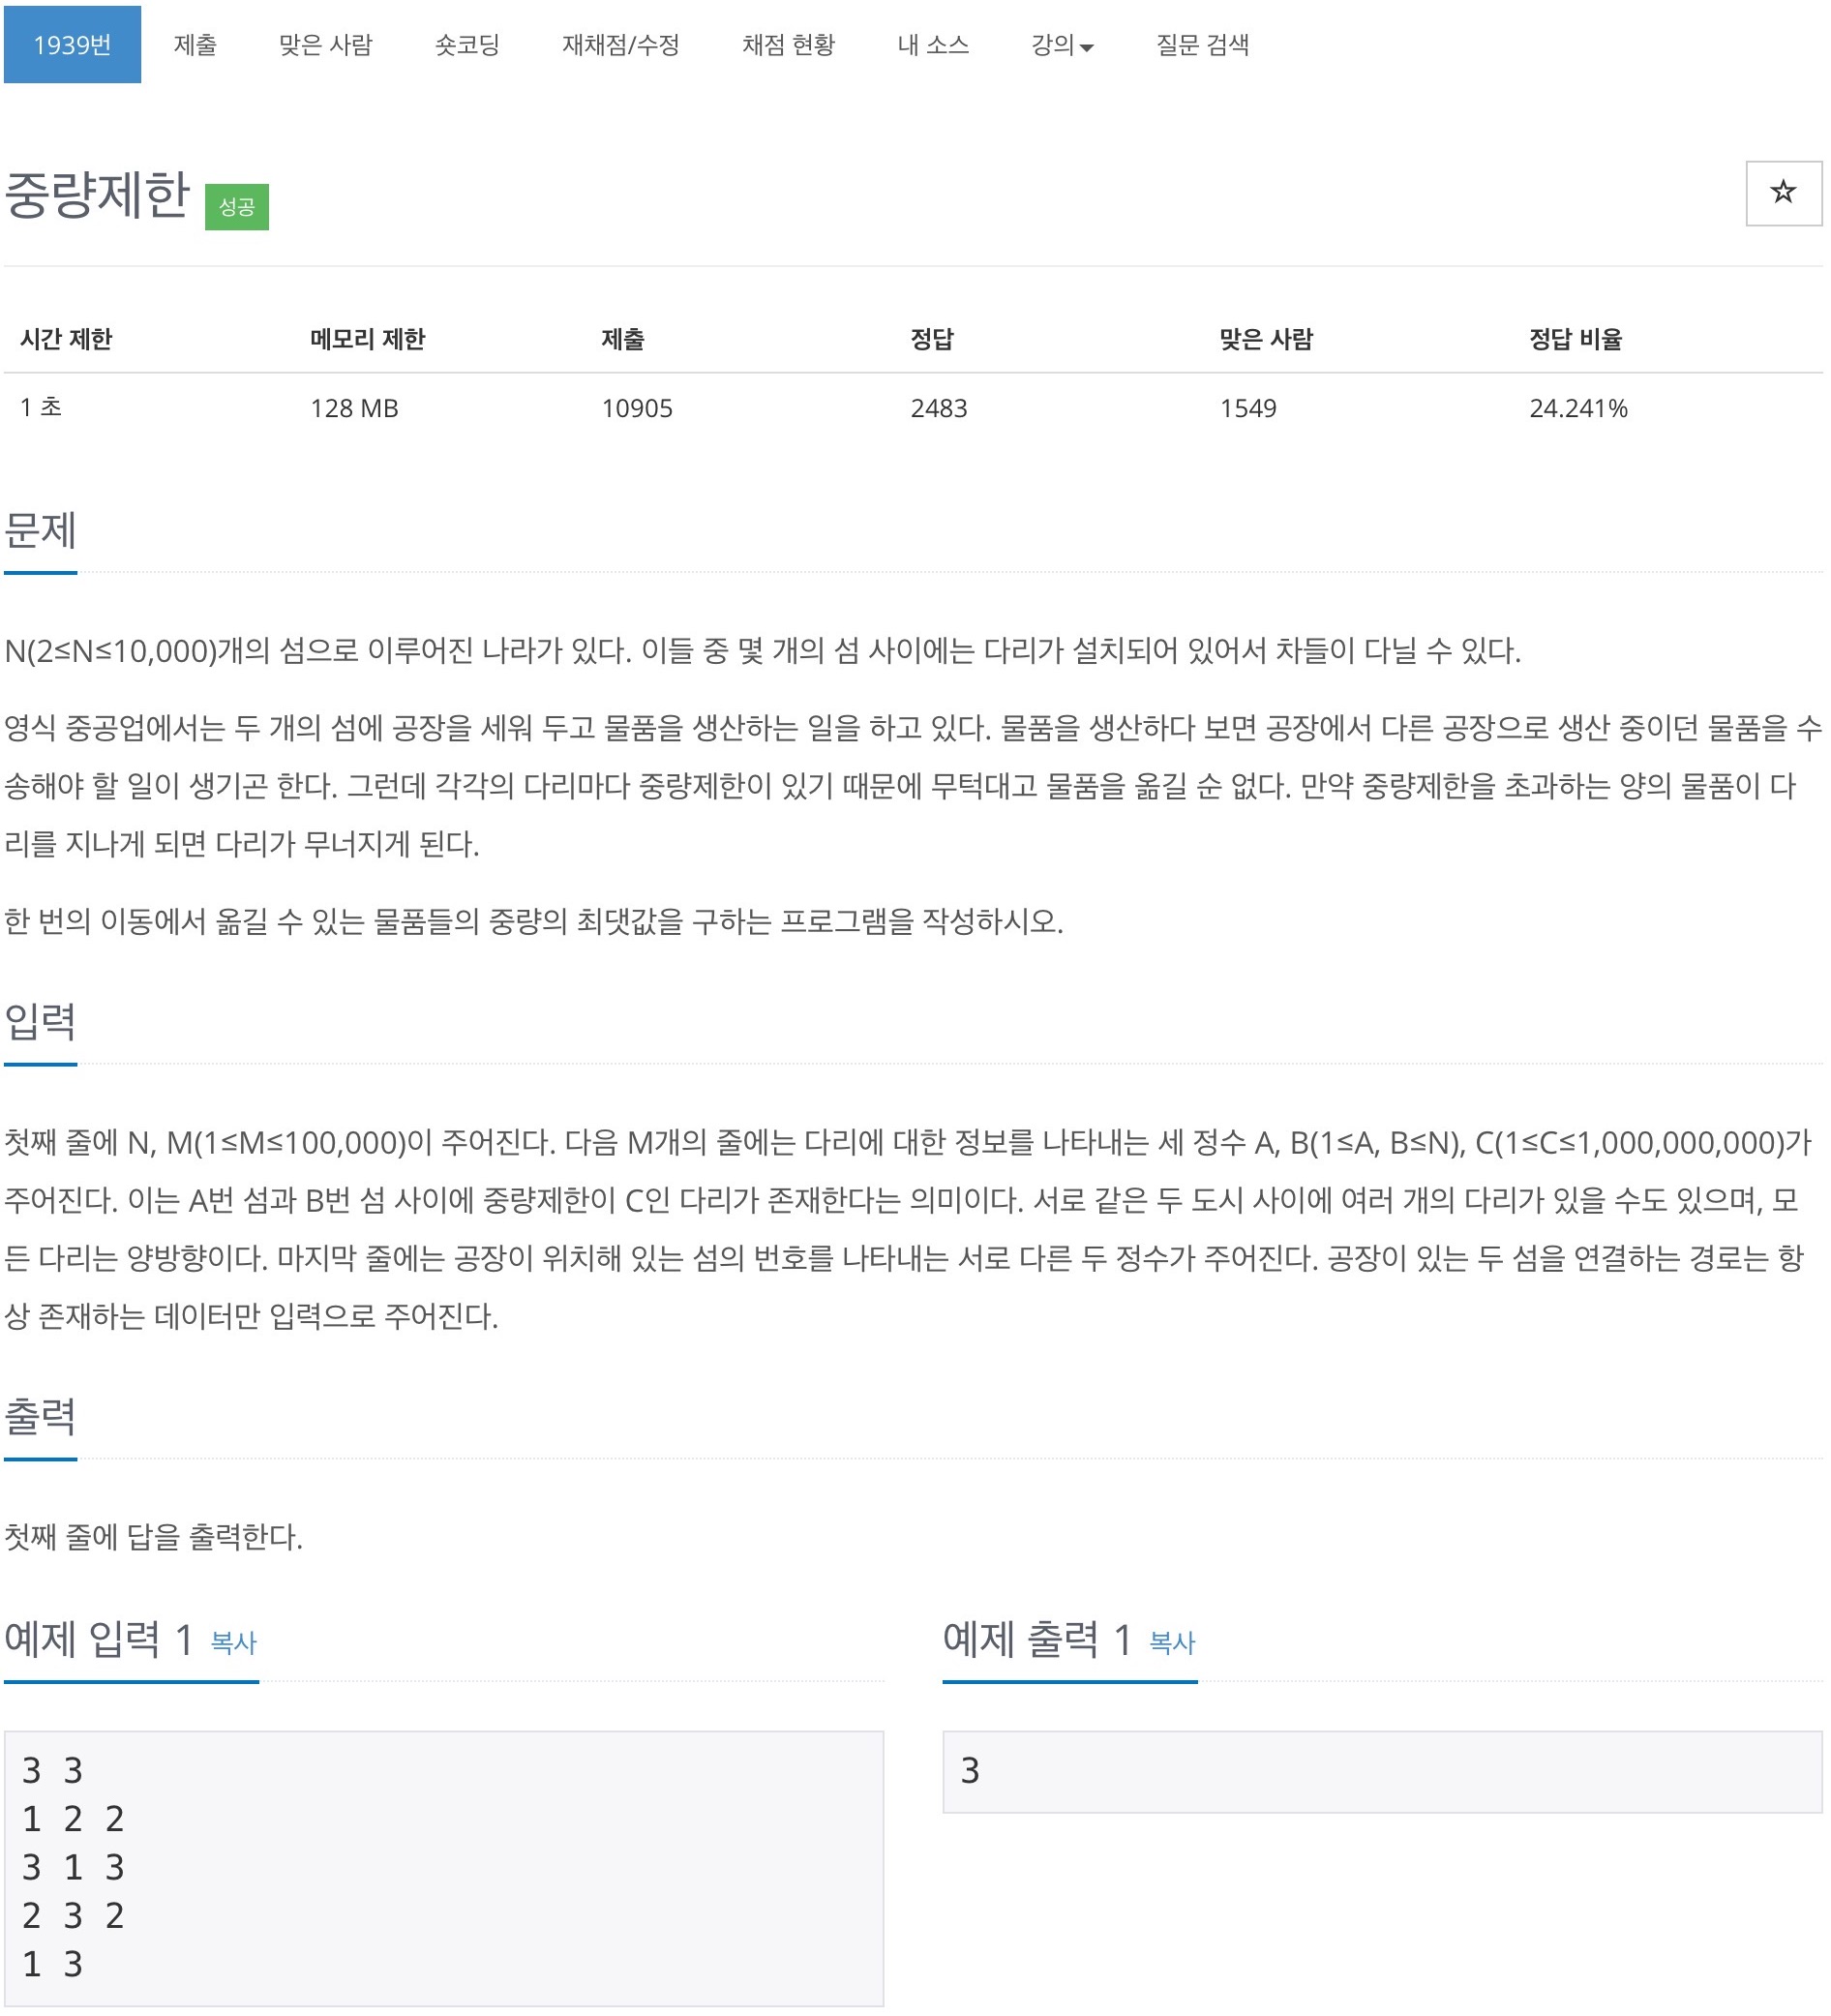 1939번 제출 맞은 사람 숏코딩 재채점/수정 채점 현황 내 소스 강의 질문 검색
중량제한 성공
시간 제한 메모리 제한 제출 정답 맞은 사람 정답 비율
1 초 128 MB 10905 2483 1549 24.241%
문제
N(2≤N≤10,000)개의 섬으로 이루어진 나라가 있다. 이들 중 몇 개의 섬 사이에는 다리가 설치되어 있어서 차들이 다닐 수 있다.
영식 중공업에서는 두 개의 섬에 공장을 세워 두고 물품을 생산하는 일을 하고 있다. 물품을 생산하다 보면 공장에서 다른 공장으로 생산 중이던 물품을 수
송해야 할 일이 생기곤 한다. 그런데 각각의 다리마다 중량제한이 있기 때문에 무턱대고 물품을 옮길 순 없다. 만약 중량제한을 초과하는 양의 물품이 다
리를 지나게 되면 다리가 무너지게 된다.
한 번의 이동에서 옮길 수 있는 물품들의 중량의 최댓값을 구하는 프로그램을 작성하시오.
입력
첫째 줄에 N, M(1≤M≤100,000)이 주어진다. 다음 M개의 줄에는 다리에 대한 정보를 나타내는 세 정수 A, B(1≤A, B≤N), C(1≤C≤1,000,000,000)가
주어진다. 이는 A번 섬과 B번 섬 사이에 중량제한이 C인 다리가 존재한다는 의미이다. 서로 같은 두 도시 사이에 여러 개의 다리가 있을 수도 있으며, 모
든 다리는 양방향이다. 마지막 줄에는 공장이 위치해 있는 섬의 번호를 나타내는 서로 다른 두 정수가 주어진다. 공장이 있는 두 섬을 연결하는 경로는 항
상 존재하는 데이터만 입력으로 주어진다.
출력
첫째 줄에 답을 출력한다.
예제 입력 1 복사
3 3
1 2 2
3 1 3
2 3 2
1 3
예제 출력 1 복사
3